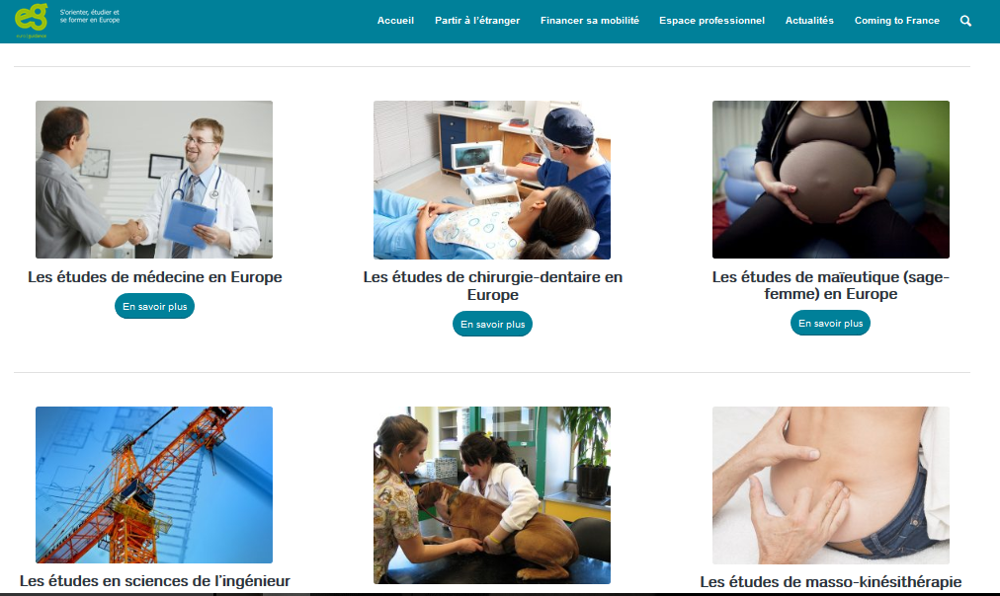 eg
S'orienter, étudier et
se former en Europe
euroguidance
Accueil Partir à l'étranger Financer sa mobilité Espace professionnel Actualités Coming to France
Les études de médecine en Europe
En savoir plus
Les études de chirurgie-dentaire en
Europe
En savoir plus
Les études de maïeutique (sage-
femme) en Europe
En savoir plus
Les études en sciences de l'ingénieur
Les études de masso-kinésithérapie